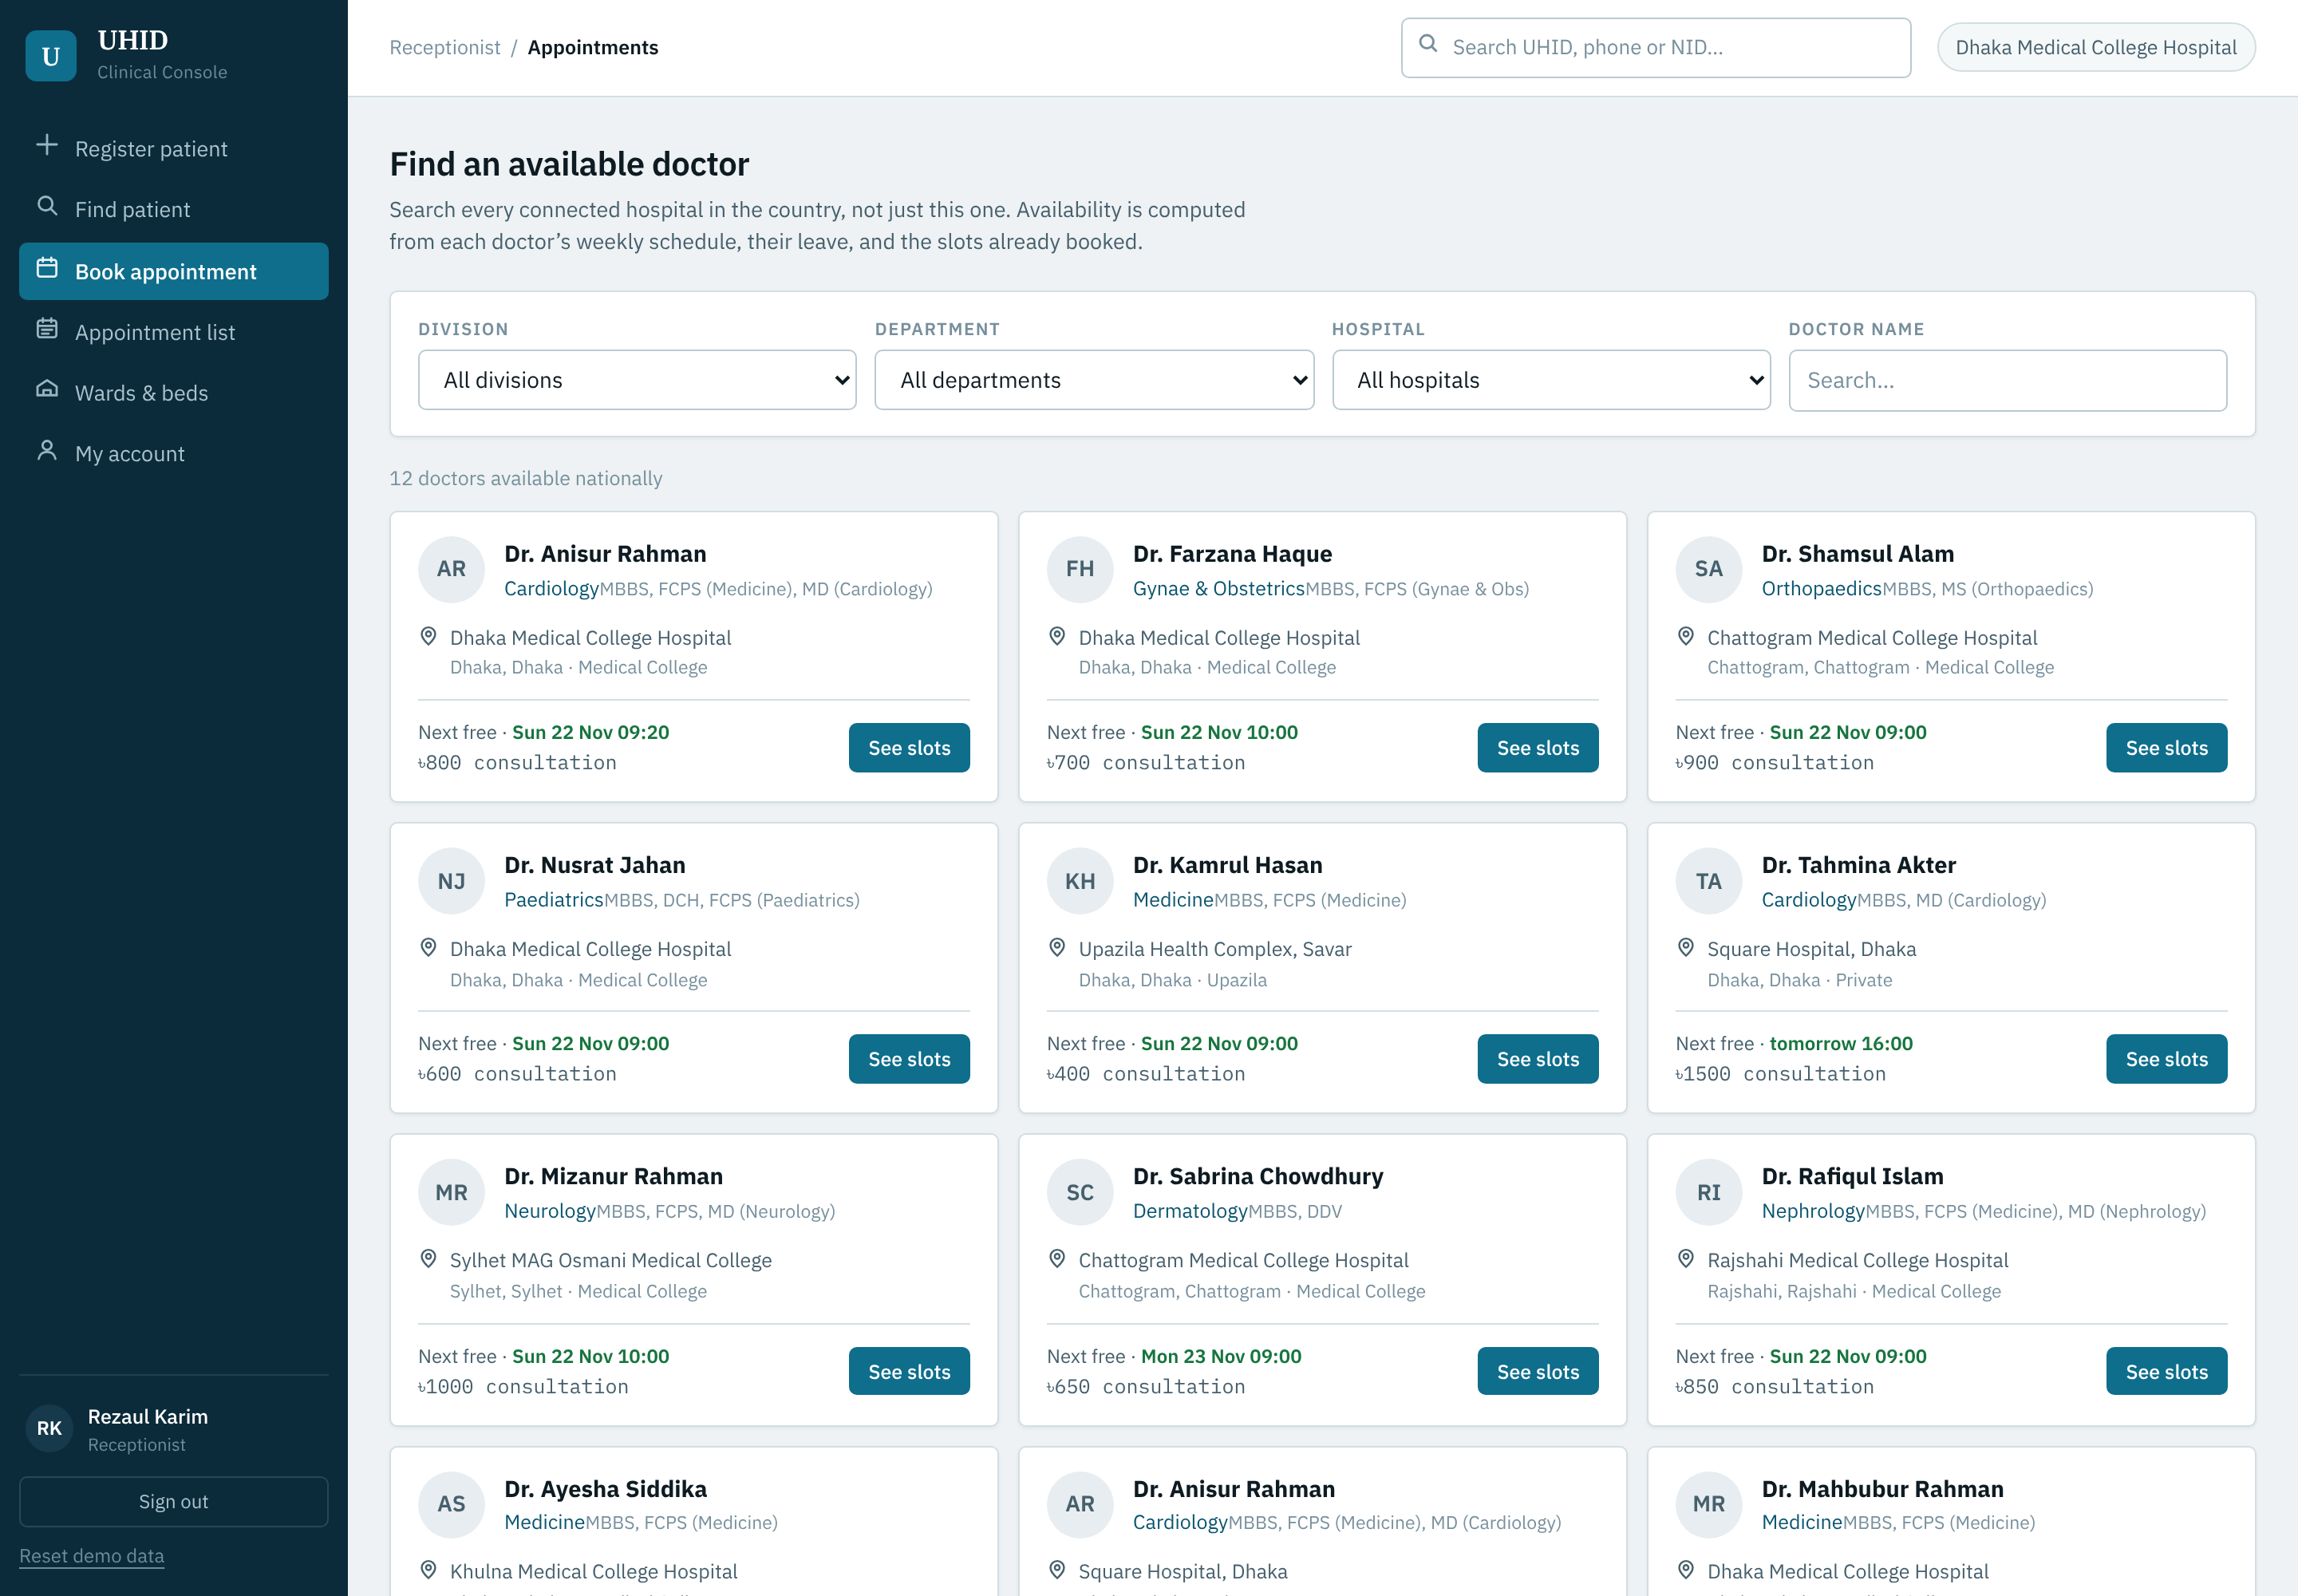 U
UHID
Clinical Console
Register patient
Find patient
Book appointment
Appointment list
Wards & beds
My account
RK
Rezaul Karim
Receptionist
Sign out
Reset demo data
Receptionist / Appointments
Search UHID, phone or NID...
Dhaka Medical College Hospital
Find an available doctor
Search every connected hospital in the country, not just this one. Availability is computed
from each doctor’s weekly schedule, their leave, and the slots already booked.
DIVISION
All divisions
DEPARTMENT
All departments
HOSPITAL
All hospitals
DOCTOR NAME
Search...
12 doctors available nationally
AR
Dr. Anisur Rahman
CardiologyMBBS, FCPS (Medicine), MD (Cardiology)
Dhaka Medical College Hospital
Dhaka, Dhaka · Medical College
Next free · Sun 22 Nov 09:20
৳800 consultation
See slots
FH
Dr. Farzana Haque
Gynae & ObstetricsMBBS, FCPS (Gynae & Obs)
Dhaka Medical College Hospital
Dhaka, Dhaka · Medical College
Next free · Sun 22 Nov 10:00
৳700 consultation
See slots
SA
Dr. Shamsul Alam
OrthopaedicsMBBS, MS (Orthopaedics)
Chattogram Medical College Hospital
Chattogram, Chattogram · Medical College
Next free · Sun 22 Nov 09:00
৳900 consultation
See slots
NJ
Dr. Nusrat Jahan
PaediatricsMBBS, DCH, FCPS (Paediatrics)
Dhaka Medical College Hospital
Dhaka, Dhaka · Medical College
Next free · Sun 22 Nov 09:00
৳600 consultation
See slots
KH
Dr. Kamrul Hasan
MedicineMBBS, FCPS (Medicine)
Upazila Health Complex, Savar
Dhaka, Dhaka · Upazila
Next free · Sun 22 Nov 09:00
৳400 consultation
See slots
TA
Dr. Tahmina Akter
CardiologyMBBS, MD (Cardiology)
Square Hospital, Dhaka
Dhaka, Dhaka · Private
Next free · tomorrow 16:00
৳1500 consultation
See slots
MR
Dr. Mizanur Rahman
NeurologyMBBS, FCPS, MD (Neurology)
Sylhet MAG Osmani Medical College
Sylhet, Sylhet · Medical College
Next free · Sun 22 Nov 10:00
৳1000 consultation
See slots
SC
Dr. Sabrina Chowdhury
DermatologyMBBS, DDV
Chattogram Medical College Hospital
Chattogram, Chattogram · Medical College
Next free · Mon 23 Nov 09:00
৳650 consultation
See slots
RI
Dr. Rafiqul Islam
NephrologyMBBS, FCPS (Medicine), MD (Nephrology)
Rajshahi Medical College Hospital
Rajshahi, Rajshahi · Medical College
Next free · Sun 22 Nov 09:00
৳850 consultation
See slots
AS
Dr. Ayesha Siddika
MedicineMBBS, FCPS (Medicine)
Khulna Medical College Hospital
AR
Dr. Anisur Rahman
CardiologyMBBS, FCPS (Medicine), MD (Cardiology)
Square Hospital, Dhaka
MR
Dr. Mahbubur Rahman
MedicineMBBS, FCPS (Medicine)
Dhaka Medical College Hospital